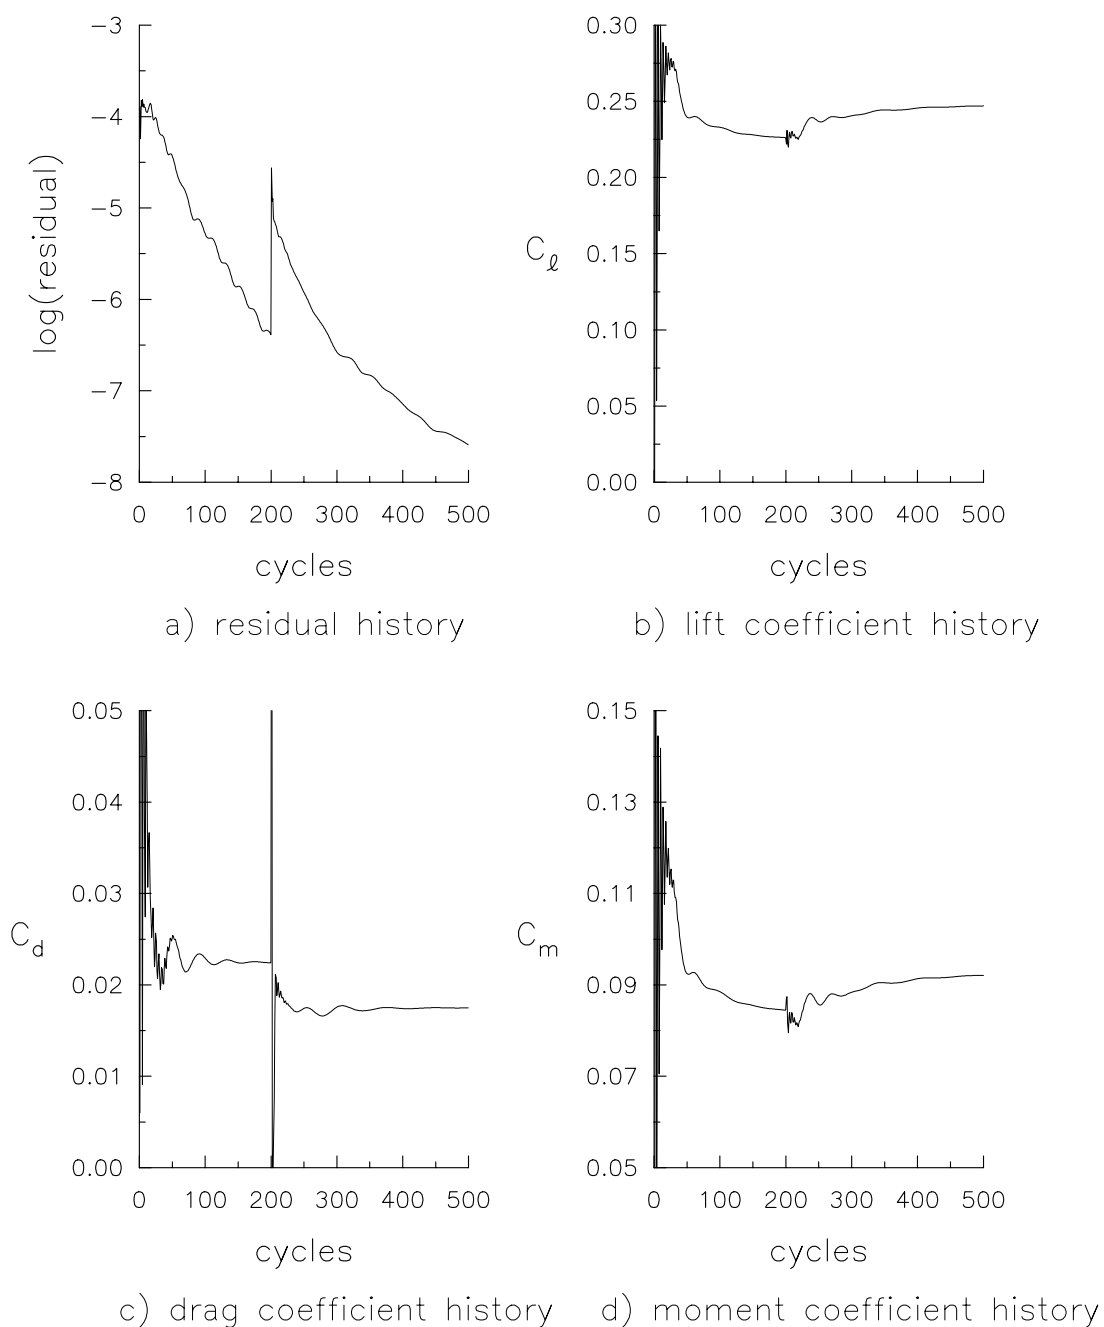 −3
−4
−5
−6
−7
−8
log(residual)
0 100 200 300 400 500
cycles
a) residual history
0.30
0.25
0.20
0.15
0.10
0.05
0.00
Cℓ
0 100 200 300 400 500
cycles
b) lift coefficient history
0.05
0.04
0.03
0.02
0.01
0.00
Cd
0 100 200 300 400 500
cycles
c) drag coefficient history
0.15
0.13
0.11
0.09
0.07
0.05
Cm
0 100 200 300 400 500
cycles
d) moment coefficient history